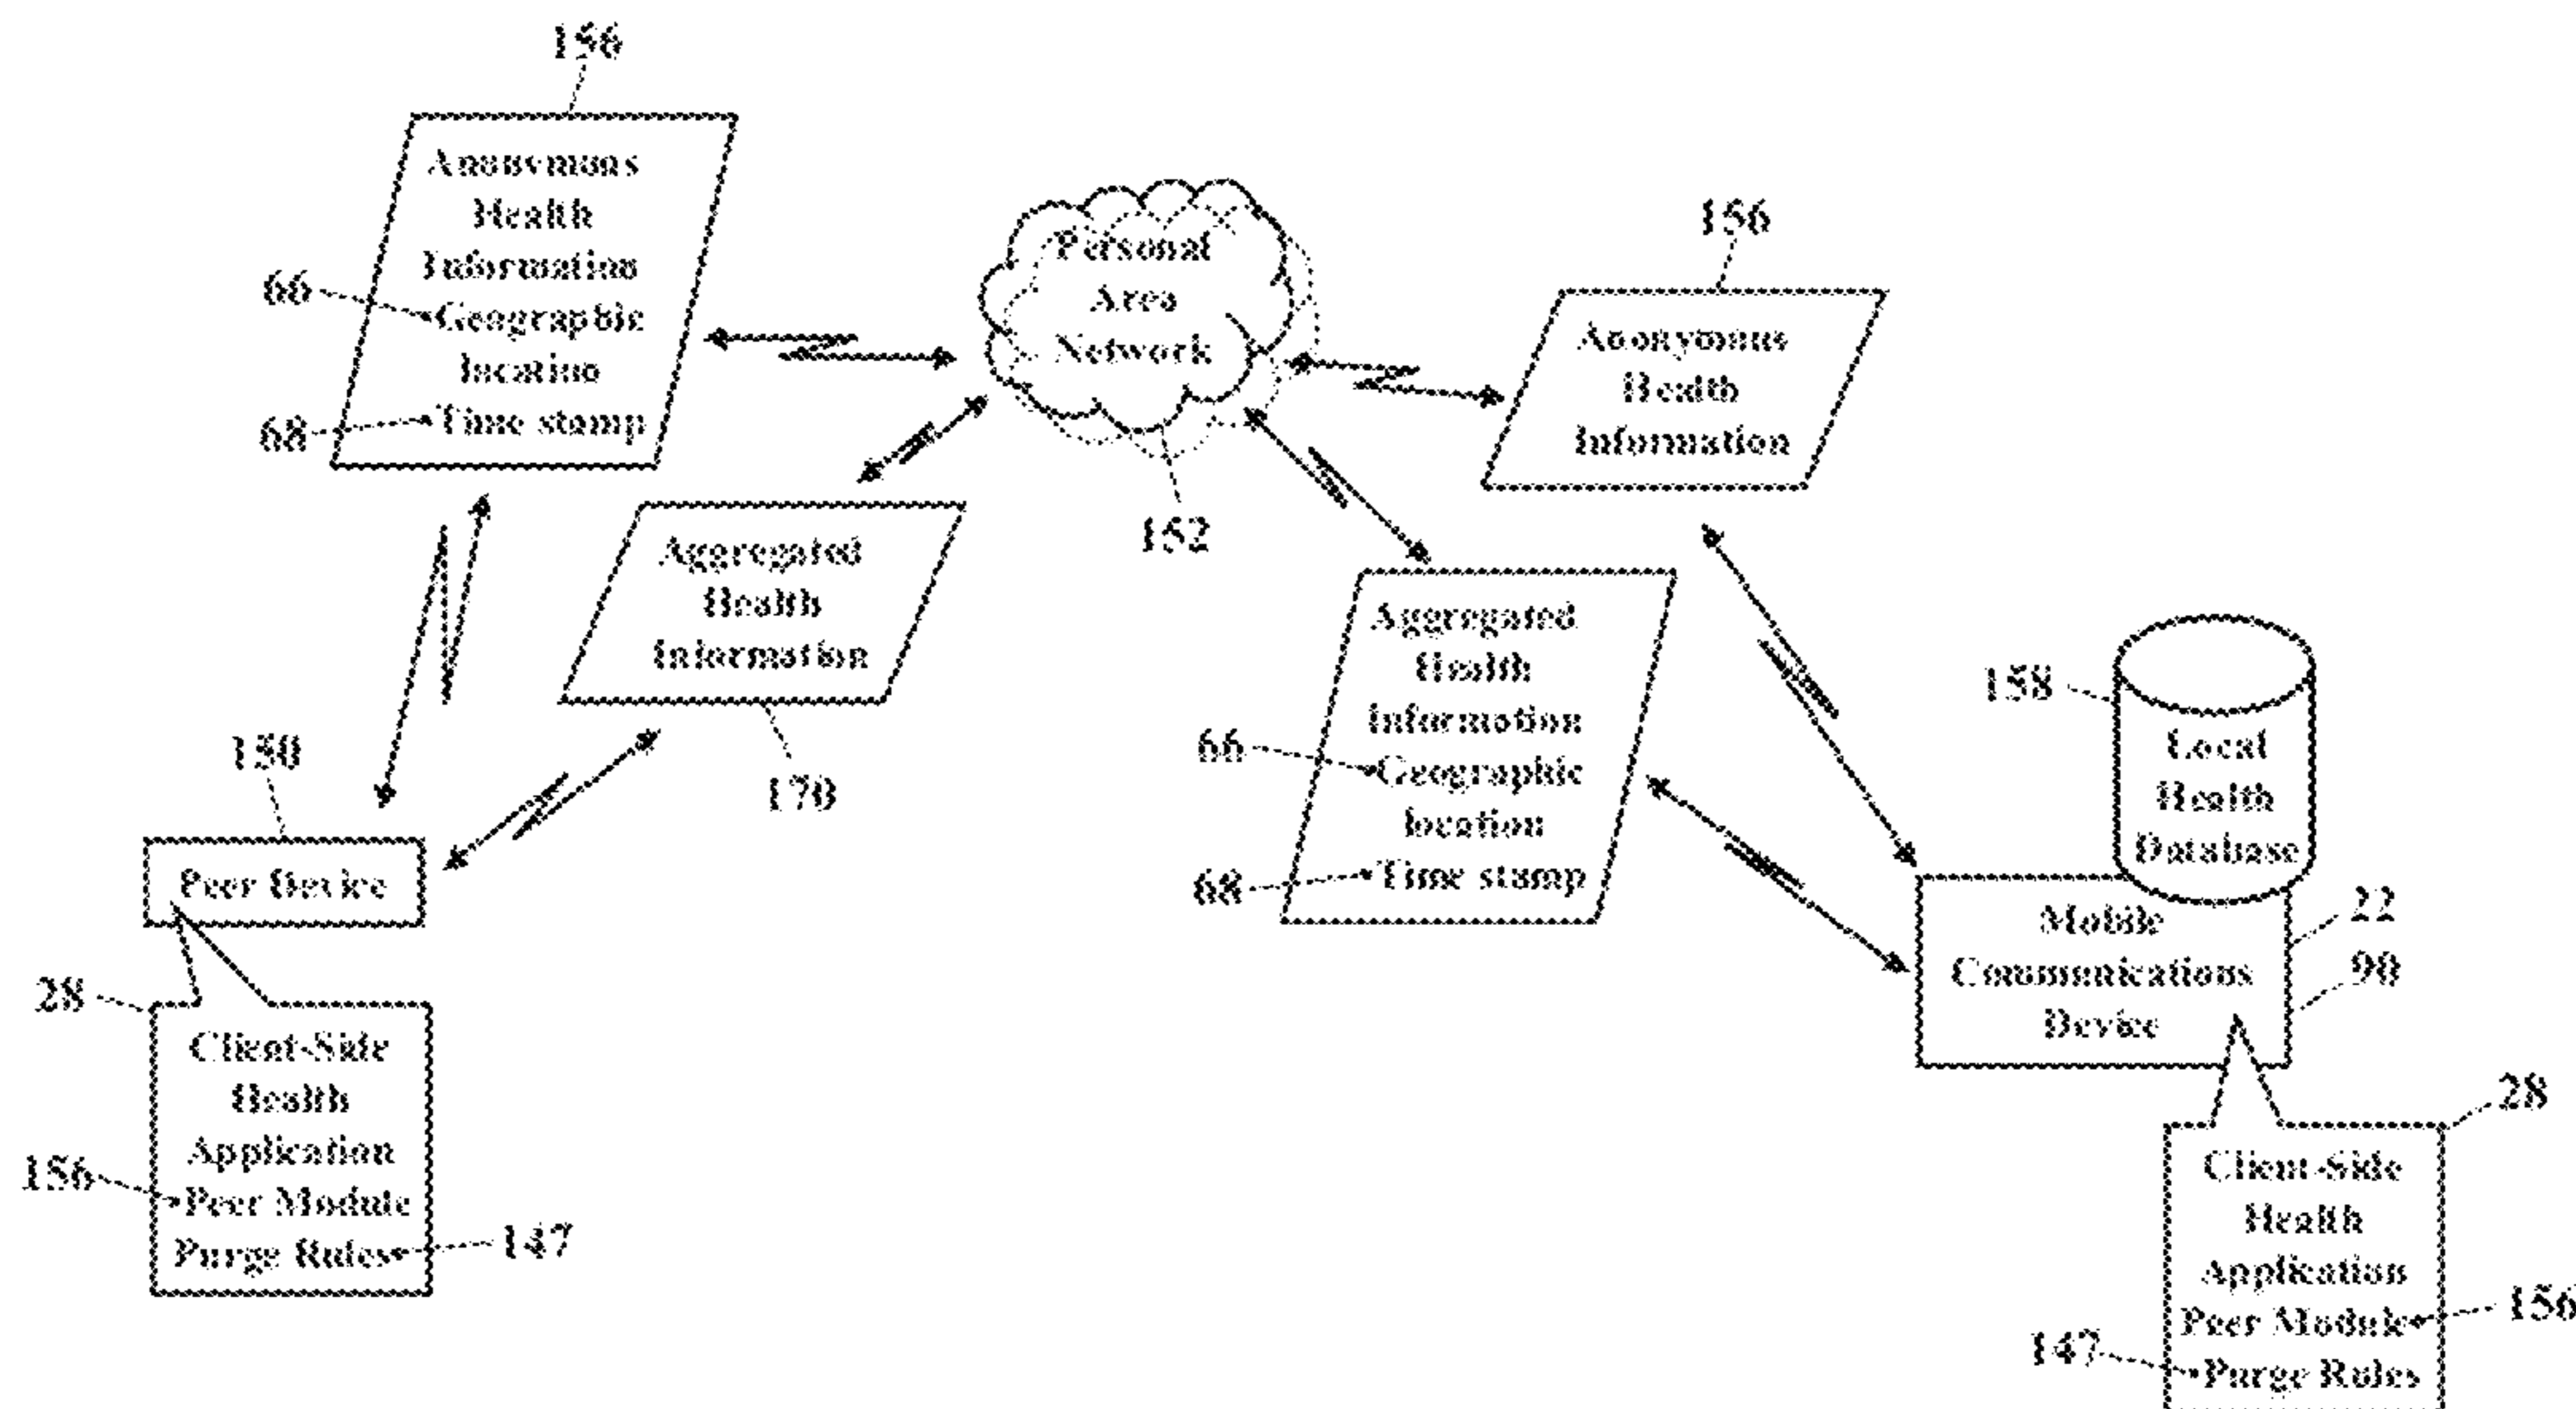 156
Anonymous
Health
Information
66
•Geographic
location
68
•Time stamp
Personal
Area
Network
152
156
Anonymous
Health
Information
Aggregated
Health
Information
170
Aggregated
Health
Information
66
•Geographic
location
68
•Time stamp
158
Local
Health
Database
150
Peer Device
Mobile
Communications
Device
22
90
28
Client-Side
Health
Application
156
•Peer Module
Purge Rules•
147
28
Client-Side
Health
Application
Peer Module•
156
147
•Purge Rules